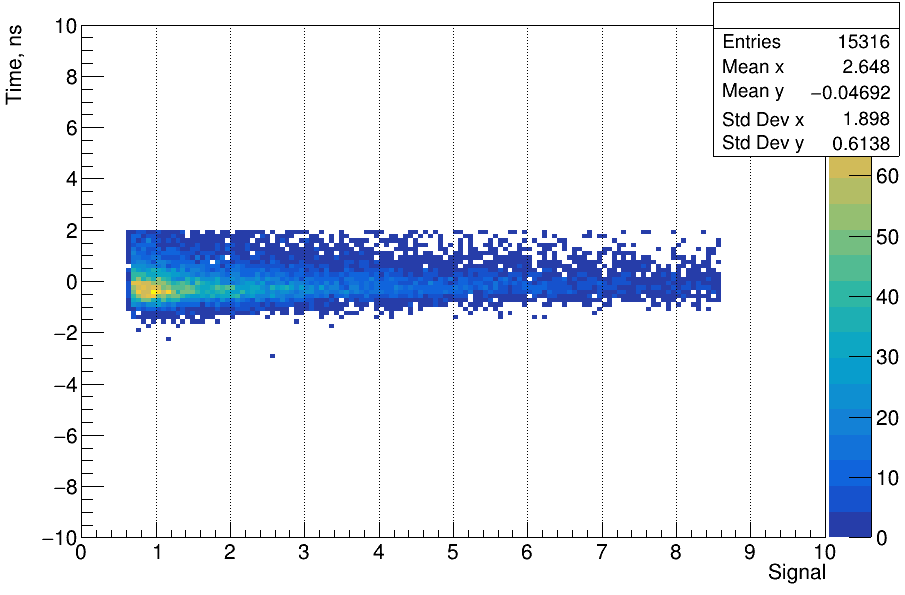 Time, ns
10
8
6
4
2
0
−2
−4
−6
−8
−10
0 1 2 3 4 5 6 7 8 9 10
Signal
Entries 15316
Mean x 2.648
Mean y −0.04692
Std Dev x 1.898
Std Dev y 0.6138
60
50
40
30
20
10
0